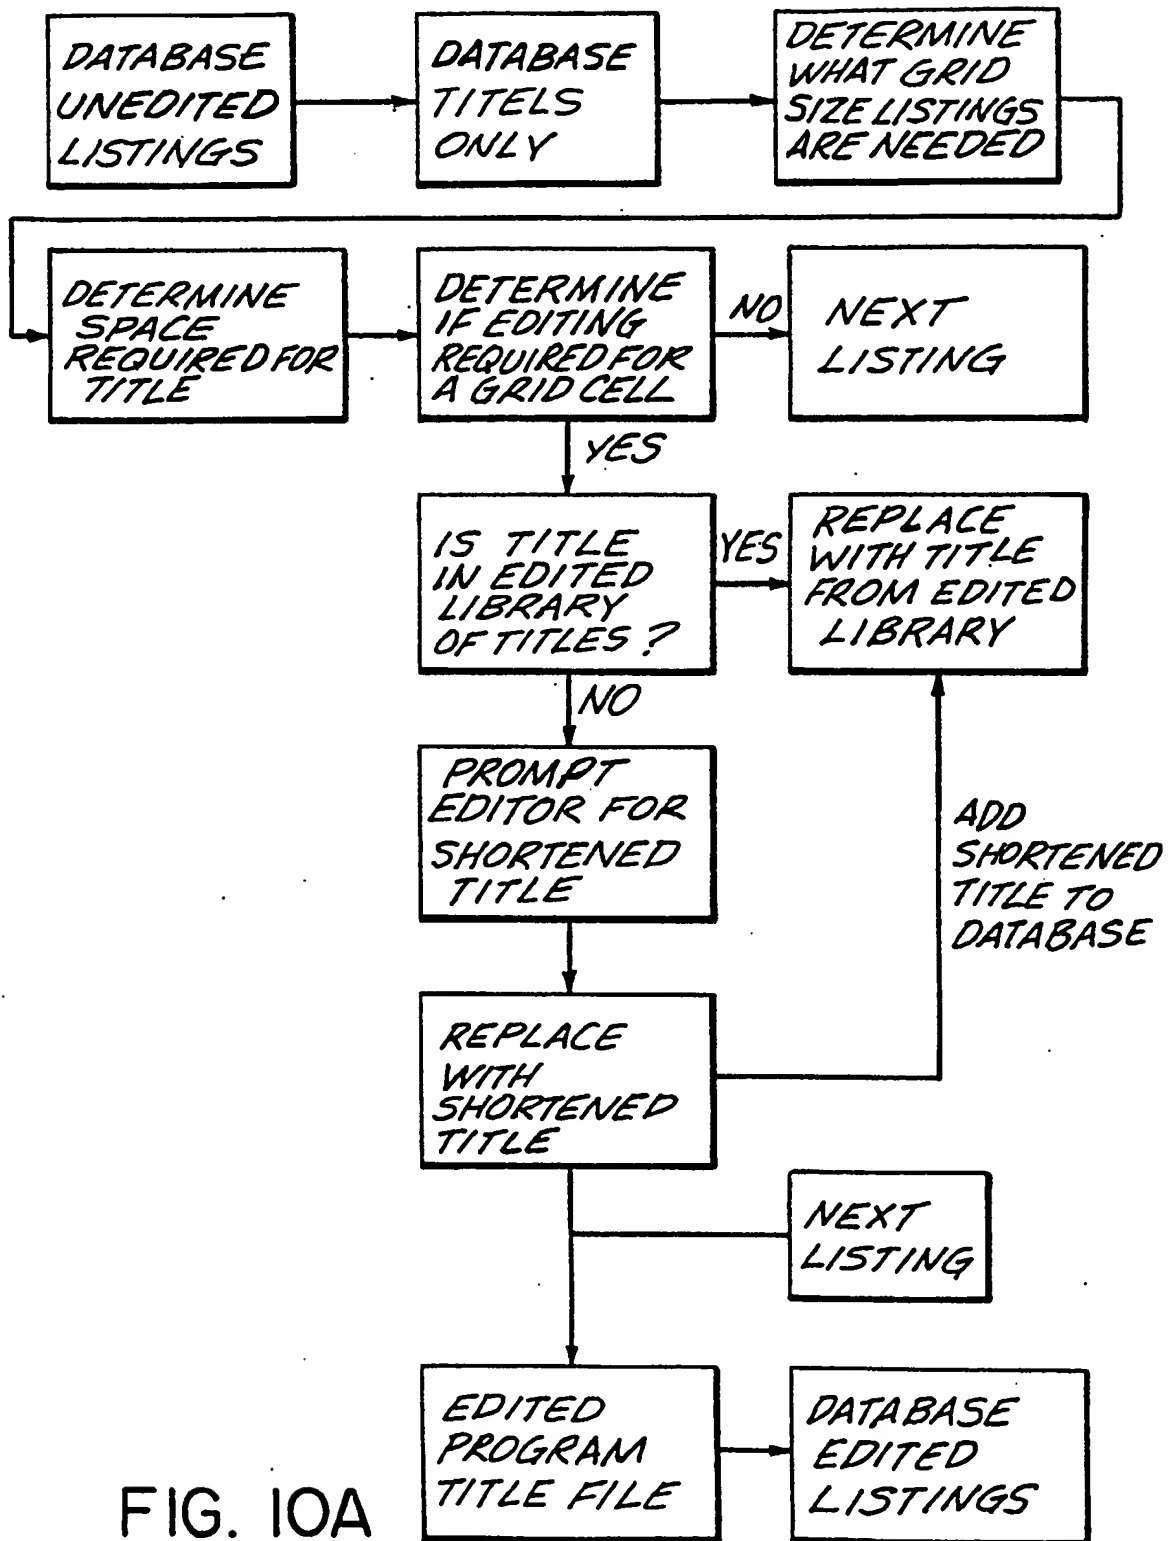 DATABASE
UNEDITED
LISTINGS
DATABASE
TITELS
ONLY
DETERMINE
WHAT GRID
SIZE LISTINGS
ARE NEEDED
DETERMINE
SPACE
REQUIRED FOR
TITLE
DETERMINE
IF EDITING
REQUIRED FOR
A GRID CELL
NO
NEXT
LISTING
YES
IS TITLE
IN EDITED
LIBRARY
OF TITLES?
YES
REPLACE
WITH TITLE
FROM EDITED
LIBRARY
NO
PROMPT
EDITOR FOR
SHORTENED
TITLE
ADD
SHORTENED
TITLE TO
DATABASE
REPLACE
WITH
SHORTENED
TITLE
NEXT
LISTING
EDITED
PROGRAM
TITLE FILE
DATABASE
EDITED
LISTINGS
FIG. 10A